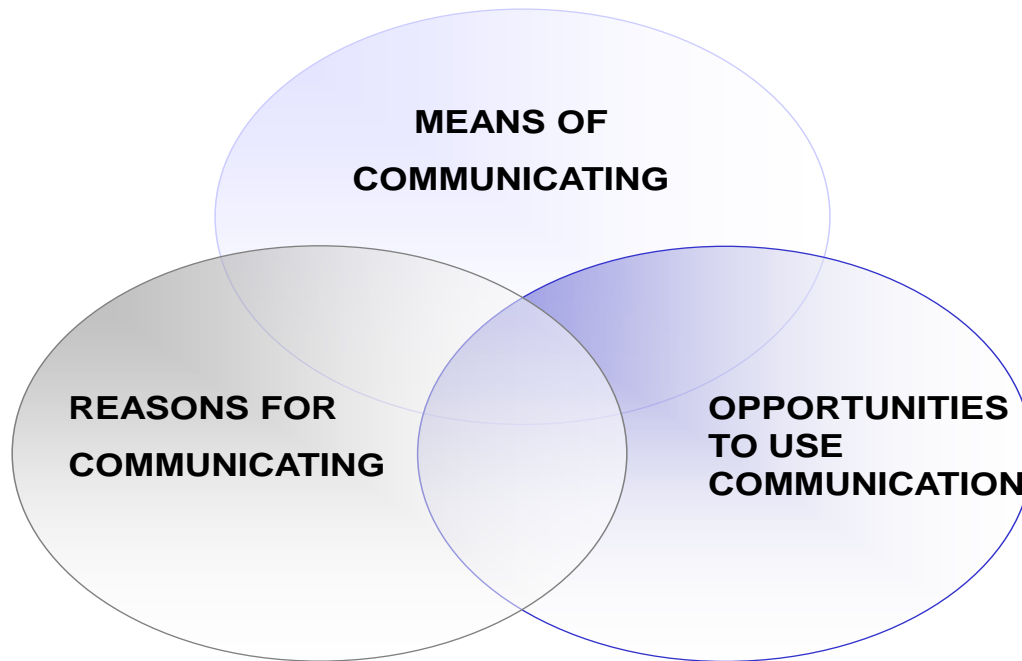 MEANS OF
COMMUNICATING
REASONS FOR
COMMUNICATING
OPPORTUNITIES
TO USE
COMMUNICATION